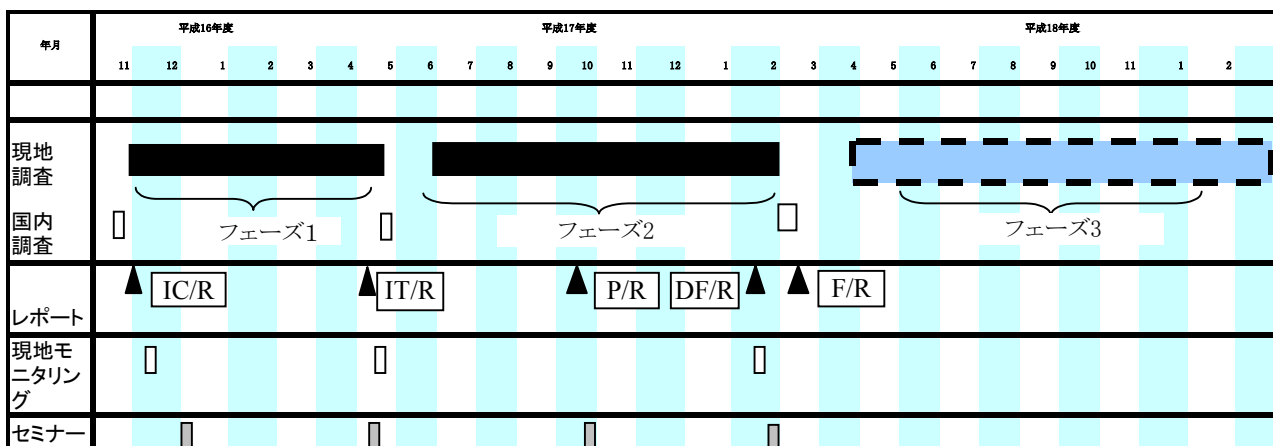 年月
平成16年度 平成17年度 平成18年度
11 12 1 2 3 4 5 6 7 8 9 10 11 12 1 2 3 4 5 6 7 8 9 10 11 1 2
現地
調査
国内
調査
フェーズ1 フェーズ2 フェーズ3
レポート
IC/R IT/R P/R DF/R F/R
現地モ
ニタリン
グ
セミナー